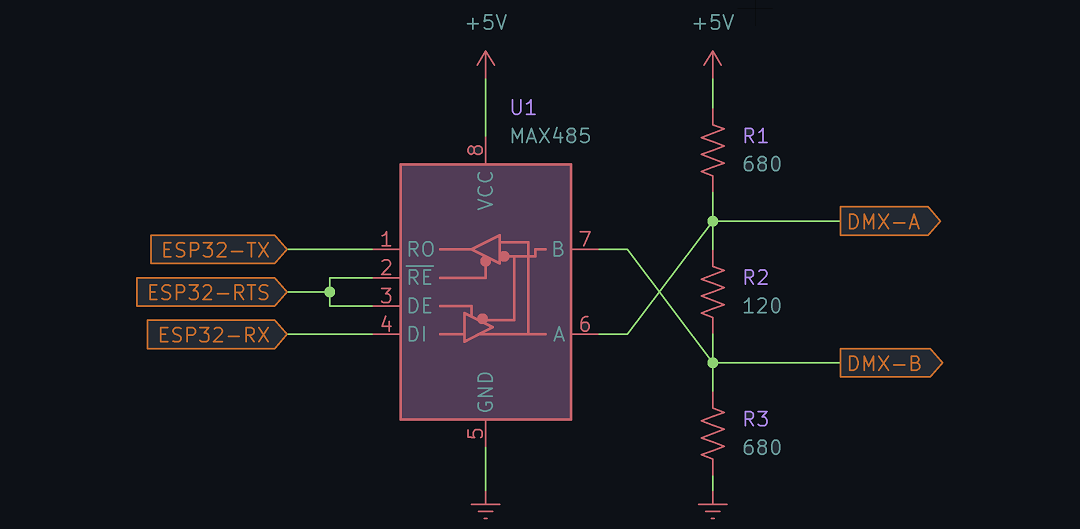 +5V
+5V
U1
MAX485
R1
680
8
VCC
ESP32-TX
1
RO
B
7
DMX-A
2
RE
ESP32-RTS
3
DE
R2
120
ESP32-RX
4
DI
A
6
DMX-B
GND
5
R3
680